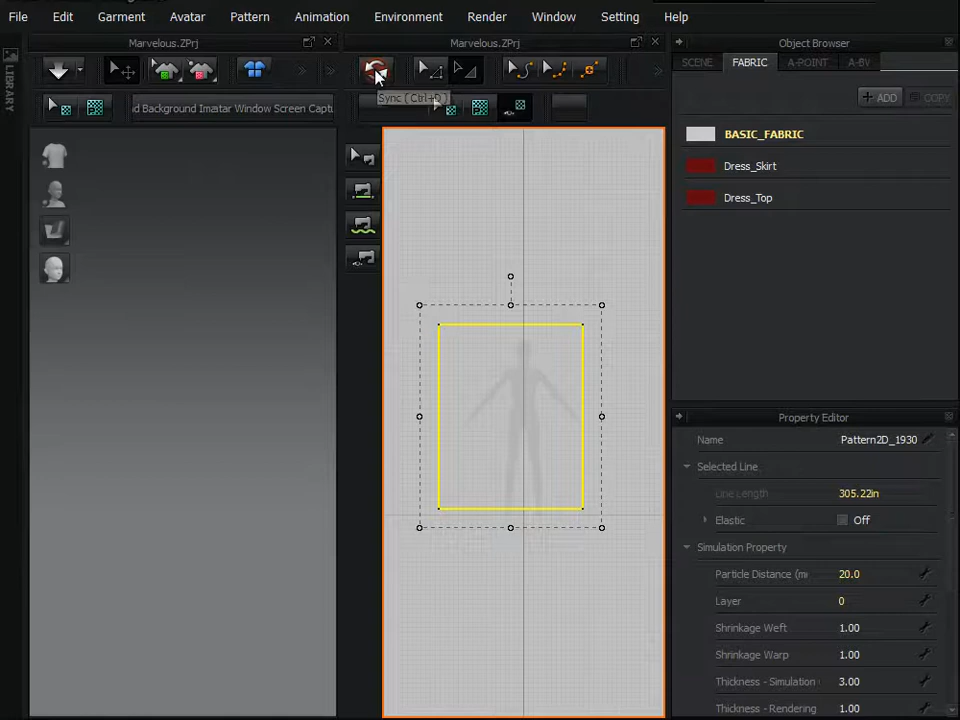 File Edit Garment Avatar Pattern Animation Environment Render Window Setting Help
Marvelous.ZPrj
Marvelous.ZPrj
Object Browser
LIBRARY
SCENE FABRIC A-POINT A-BV
Sync (Ctrl+D)
ADD COPY
d Background Imatar Window Screen Captu
BASIC_FABRIC
Dress_Skirt
Dress_Top
Property Editor
Name Pattern2D_1930
Selected Line
Line Length 305.22in
Elastic Off
Simulation Property
Particle Distance (m 20.0
Layer 0
Shrinkage Weft 1.00
Shrinkage Warp 1.00
Thickness - Simulation 3.00
Thickness - Rendering 1.00